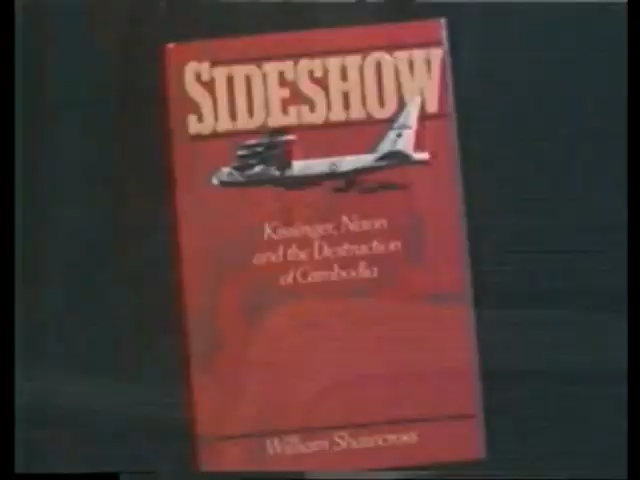 SIDESHOW
Kissinger, Nixon
and the Destruction
of Cambodia
William Shawcross